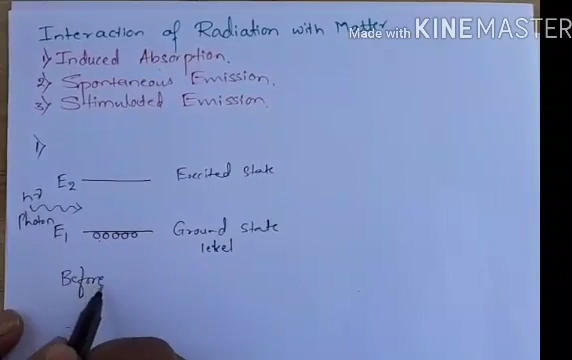 Interaction of Radiation with Matter
Made with KINEMASTER
1) Induced Absorption.
2) Spontaneous Emission.
3) Stimulated Emission.
1)
E2 Excited State
hν
Photon
E1 Ground State
level
Before